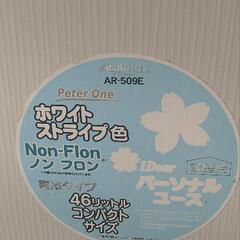 AR-509E
Peter One
ホワイト
ストライプ色
Non-Flon
ノン フロン
1Door
パーソナル
ユース
46リットル
コンパクト
サイズ